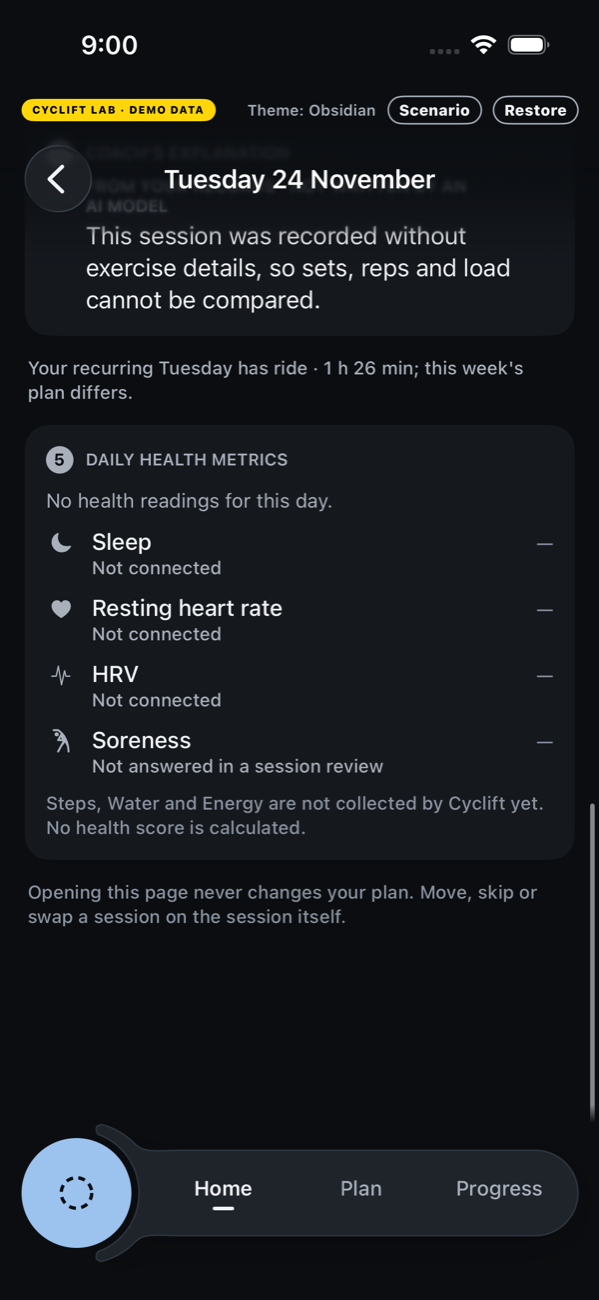 9:00
CYCLIFT LAB · DEMO DATA
Theme: Obsidian
Scenario
Restore
COACH'S EXPLANATION
Tuesday 24 November
AI MODEL
This session was recorded without
exercise details, so sets, reps and load
cannot be compared.
Your recurring Tuesday has ride · 1 h 26 min; this week's
plan differs.
5
DAILY HEALTH METRICS
No health readings for this day.
Sleep
—
Not connected
Resting heart rate
—
Not connected
HRV
—
Not connected
Soreness
—
Not answered in a session review
Steps, Water and Energy are not collected by Cyclift yet.
No health score is calculated.
Opening this page never changes your plan. Move, skip or
swap a session on the session itself.
Home
Plan
Progress